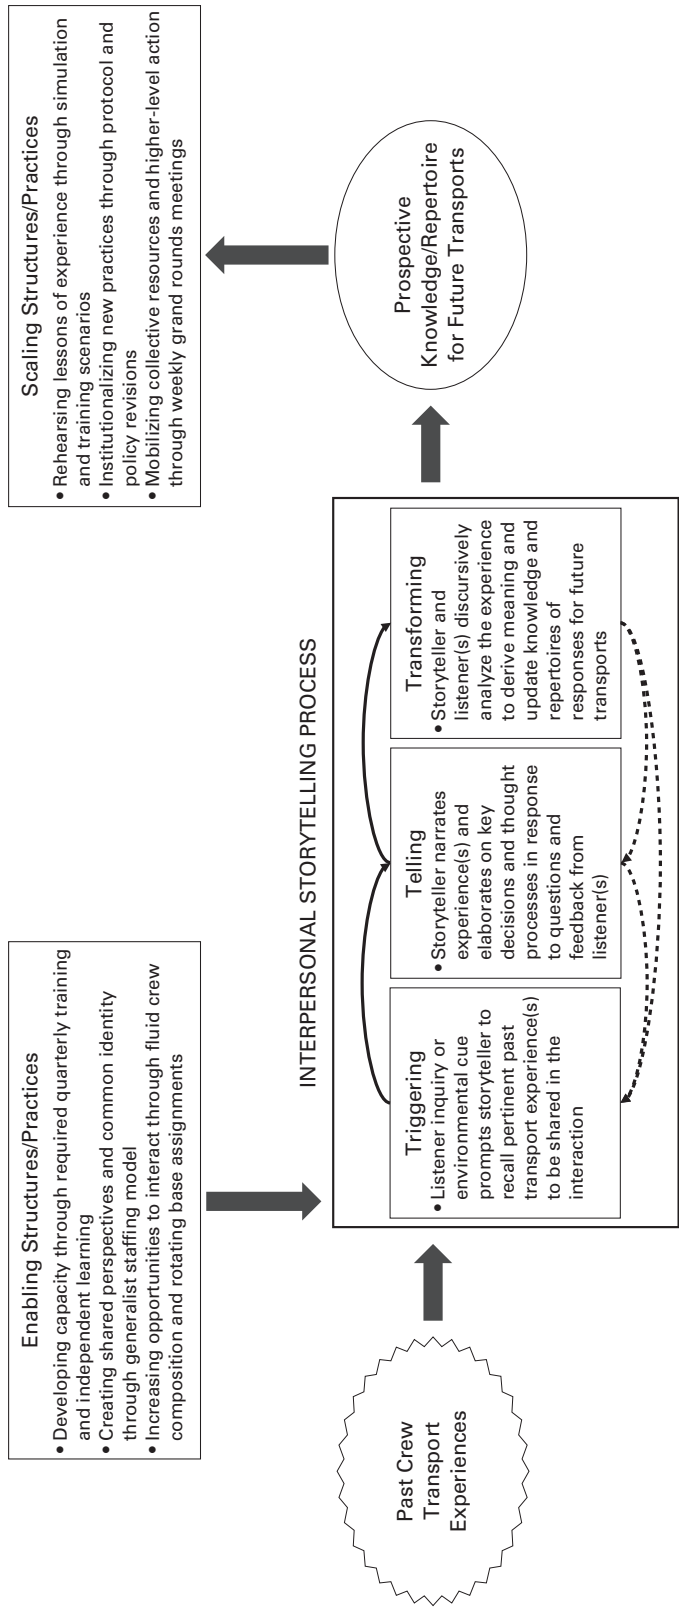 Enabling Structures/Practices
• Developing capacity through required quarterly training
and independent learning
• Creating shared perspectives and common identity
through generalist staffing model
• Increasing opportunities to interact through fluid crew
composition and rotating base assignments
Scaling Structures/Practices
• Rehearsing lessons of experience through simulation
and training scenarios
• Institutionalizing new practices through protocol and
policy revisions
• Mobilizing collective resources and higher-level action
through weekly grand rounds meetings
INTERPERSONAL STORYTELLING PROCESS
Past Crew
Transport
Experiences
Triggering
• Listener inquiry or
environmental cue
prompts storyteller to
recall pertinent past
transport experience(s)
to be shared in the
interaction
Telling
• Storyteller narrates
experience(s) and
elaborates on key
decisions and thought
processes in response
to questions and
feedback from
listener(s)
Transforming
• Storyteller and
listener(s) discursively
analyze the experience
to derive meaning and
update knowledge and
repertoires of
responses for future
transports
Prospective
Knowledge/Repertoire
for Future Transports